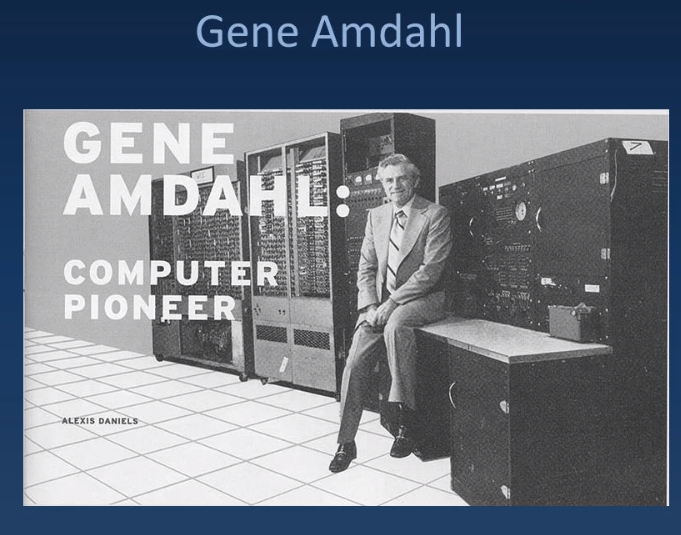 Gene Amdahl
GENE
AMDAHL:
COMPUTER
PIONEER
ALEXIS DANIELS